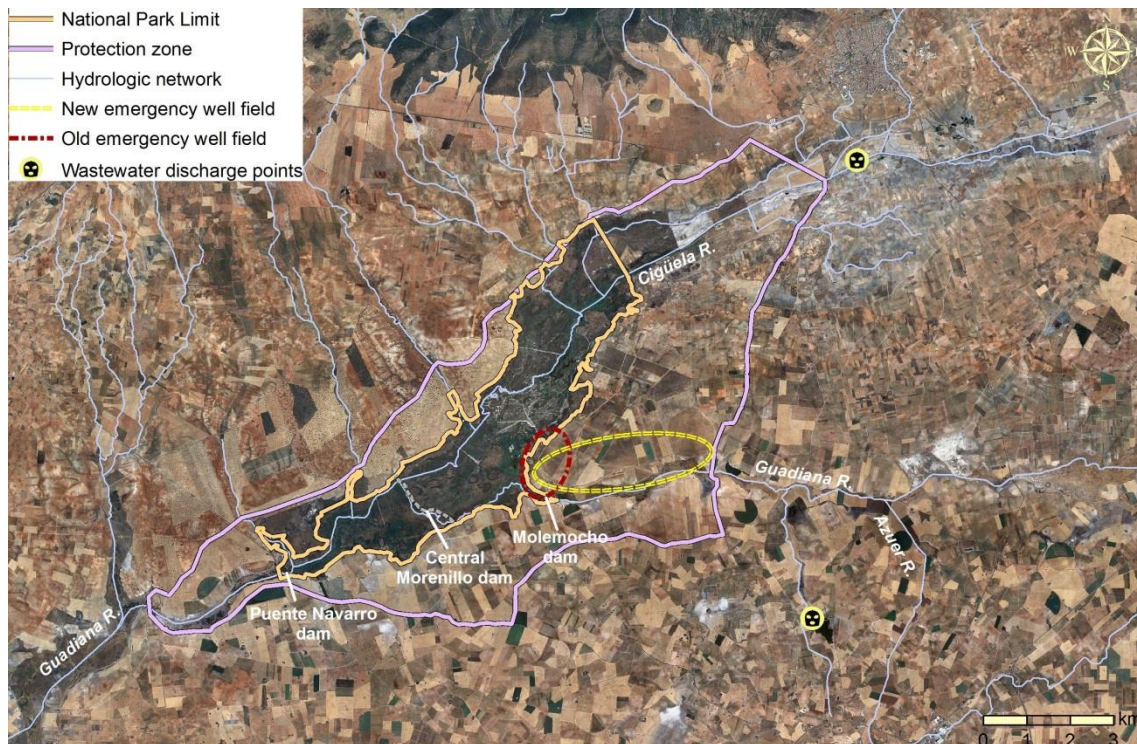 National Park Limit
Protection zone
Hydrologic network
New emergency well field
Old emergency well field
Wastewater discharge points
N
W
E
S
Cigüela R.
Guadiana R.
Azuer R.
Molemocho
dam
Central
Morenillo dam
Puente Navarro
dam
Guadiana R.
km
0 1 2 3